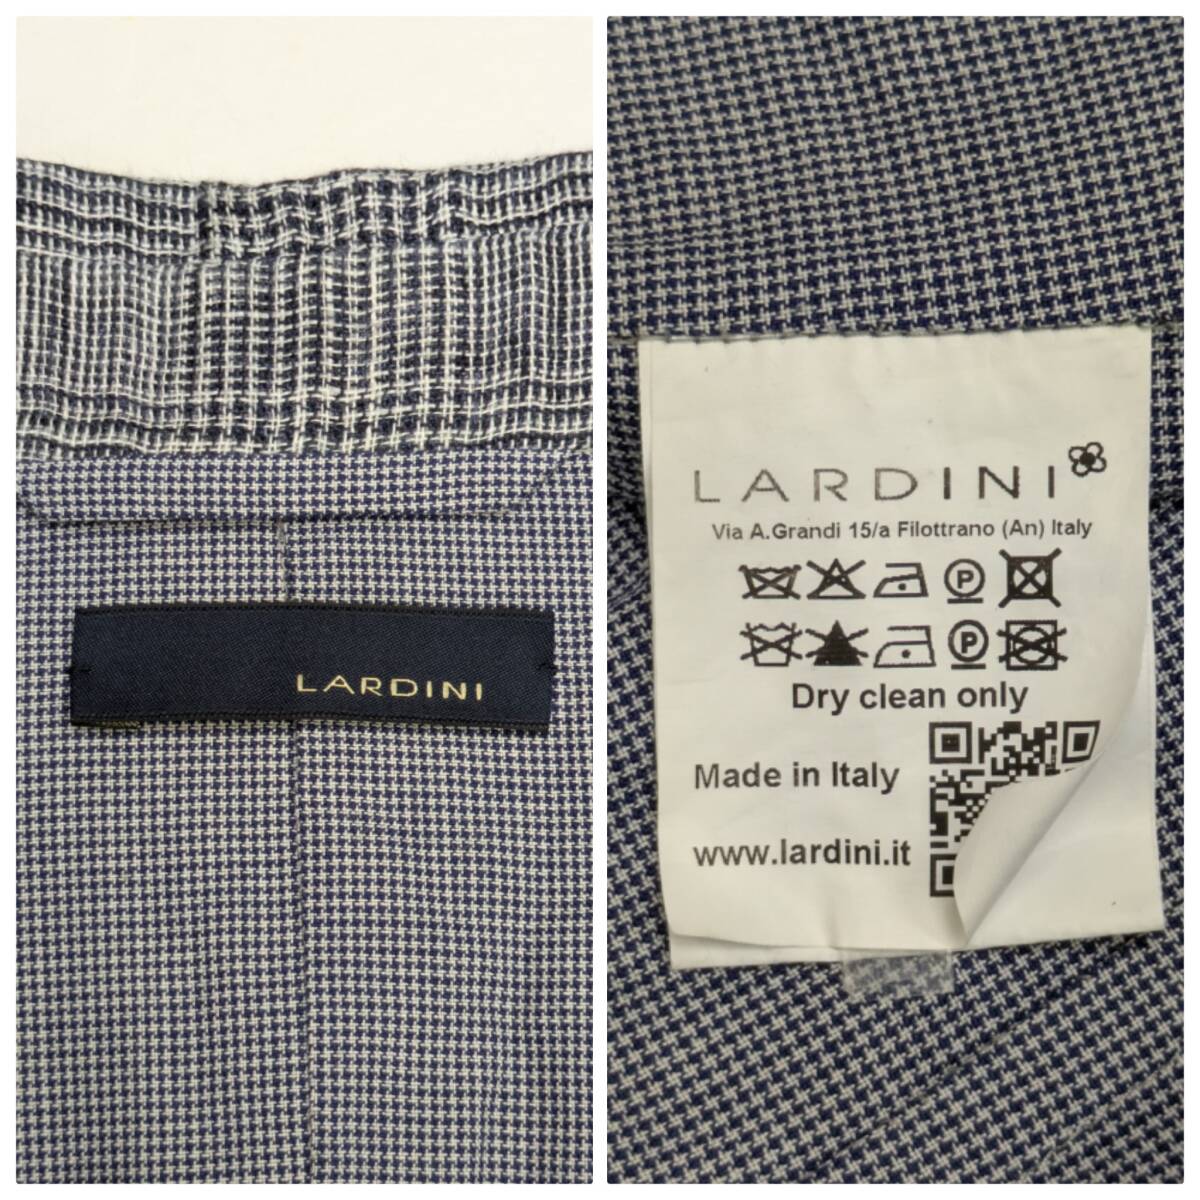 LARDINI
LARDINI
Via A.Grandi 15/a Filottrano (An) Italy
P
P
Dry clean only
Made in Italy
www.lardini.it